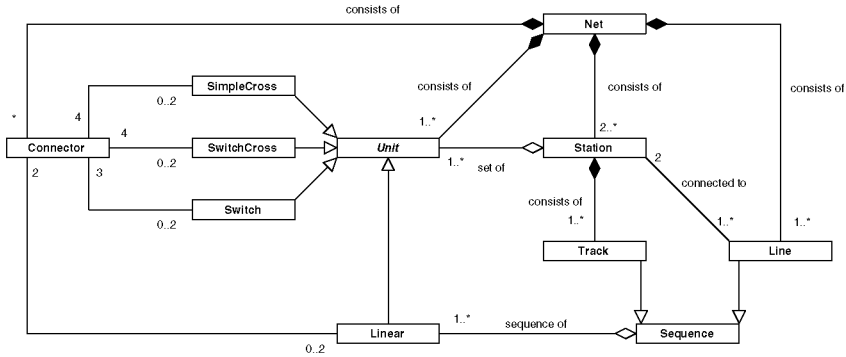 consists of
Net
SimpleCross
consists of
consists of
consists of
0..2
*
4
1..*
2..*
4
Connector
SwitchCross
Unit
Station
2
3
0..2
1..*
set of
2
connected to
Switch
consists of
0..2
1..*
1..*
1..*
Track
Line
1..*
sequence of
Linear
Sequence
0..2